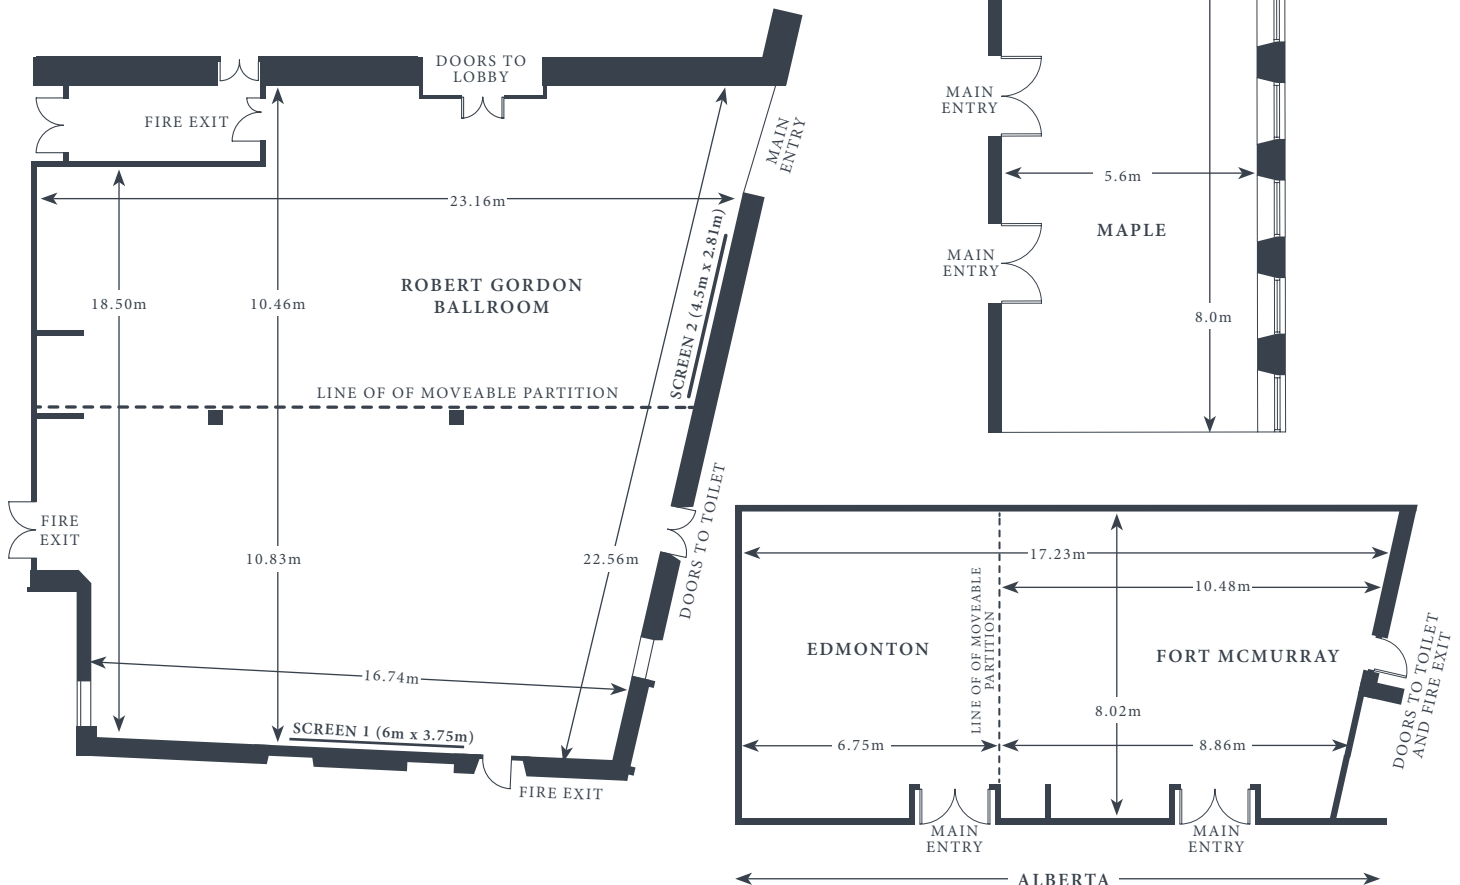 DOORS TO
LOBBY
FIRE EXIT
MAIN
ENTRY
23.16m
18.50m
10.46m
ROBERT GORDON
BALLROOM
SCREEN 2 (4.5m x 2.81m)
LINE OF OF MOVEABLE PARTITION
FIRE
EXIT
10.83m
22.56m
DOORS TO TOILET
16.74m
SCREEN 1 (6m x 3.75m)
FIRE EXIT
MAIN
ENTRY
5.6m
MAPLE
MAIN
ENTRY
8.0m
17.23m
10.48m
LINE OF OF MOVEABLE
PARTITION
EDMONTON
FORT MCMURRAY
DOORS TO TOILET
AND FIRE EXIT
8.02m
6.75m
8.86m
MAIN
ENTRY
MAIN
ENTRY
ALBERTA